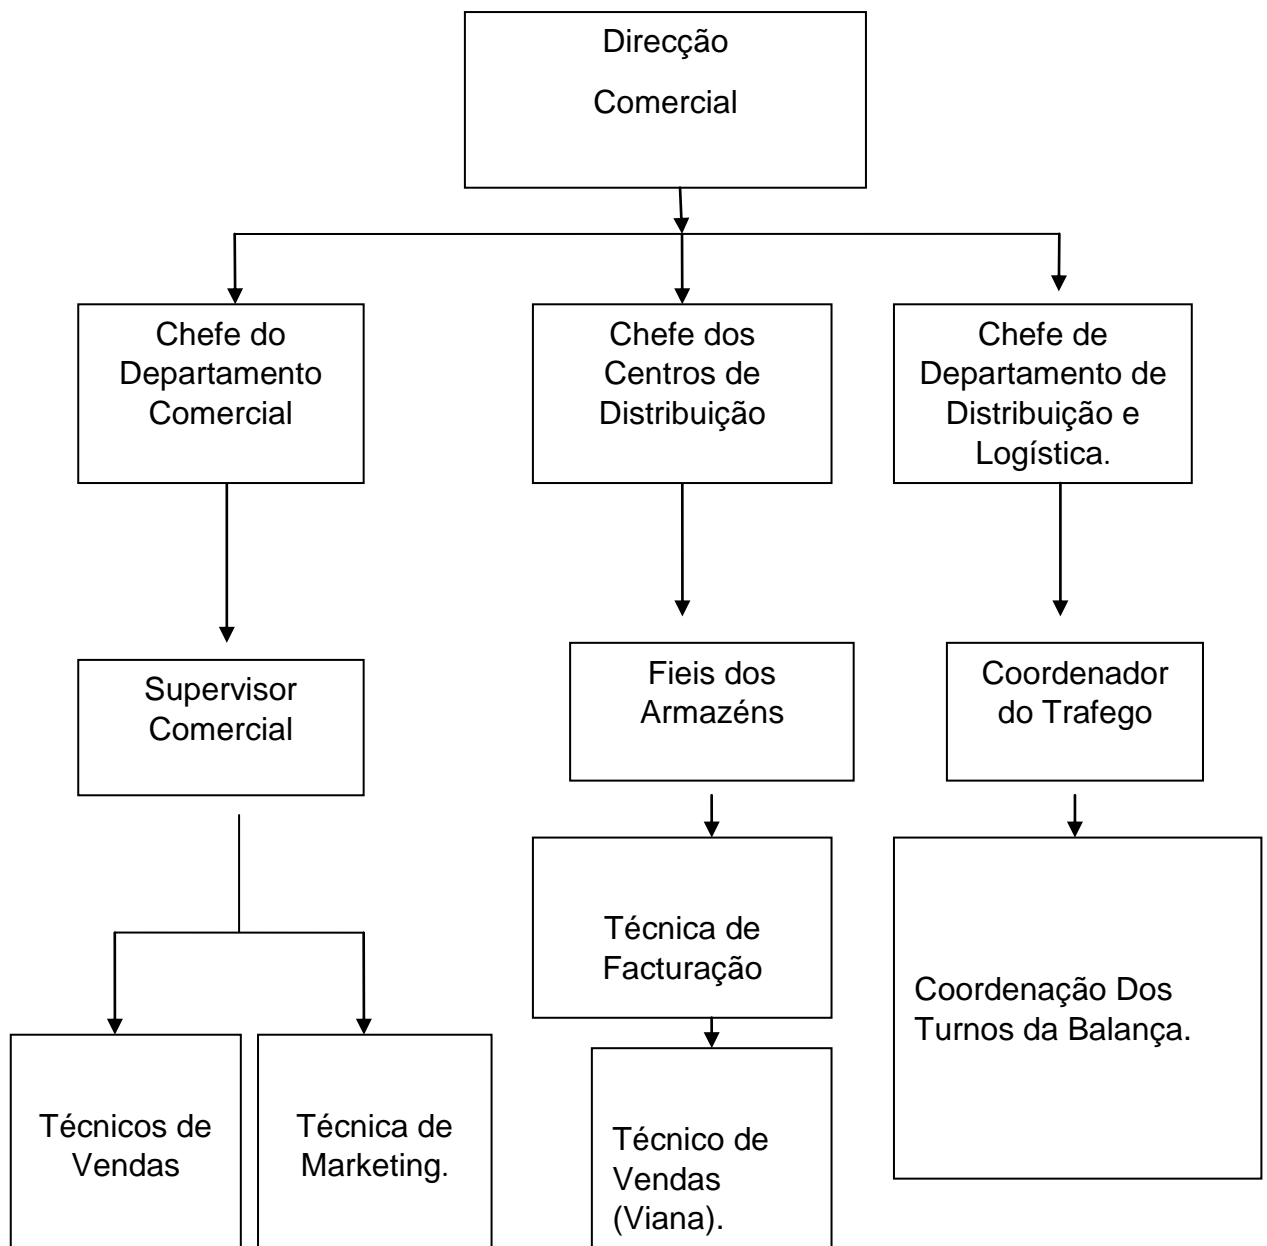 Direcção
Comercial
Chefe do
Departamento
Comercial
Chefe dos
Centros de
Distribuição
Chefe de
Departamento de
Distribuição e
Logística.
Supervisor
Comercial
Fieis dos
Armazéns
Coordenador
do Trafego
Técnica de
Facturação
Coordenação Dos
Turnos da Balança.
Técnicos de
Vendas
Técnica de
Marketing.
Técnico de
Vendas
(Viana).